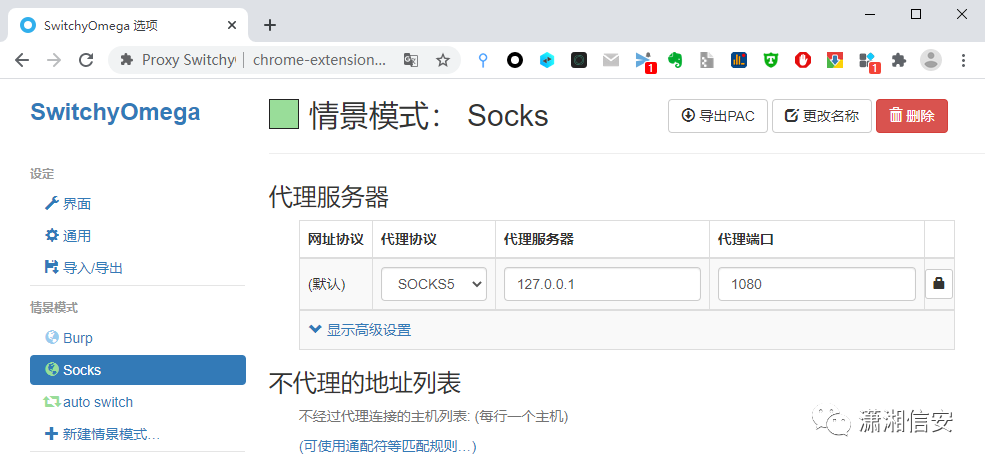 SwitchyOmega 选项
Proxy Switchy
chrome-extension...
1
1
SwitchyOmega
设定
界面
通用
导入/导出
情景模式
Burp
Socks
auto switch
新建情景模式...
情景模式： Socks
导出PAC
更改名称
删除
代理服务器
网址协议 代理协议 代理服务器 代理端口
(默认) SOCKS5 127.0.0.1 1080
显示高级设置
不代理的地址列表
不经过代理连接的主机列表: (每行一个主机)
(可使用通配符等匹配规则...)
潇湘信安